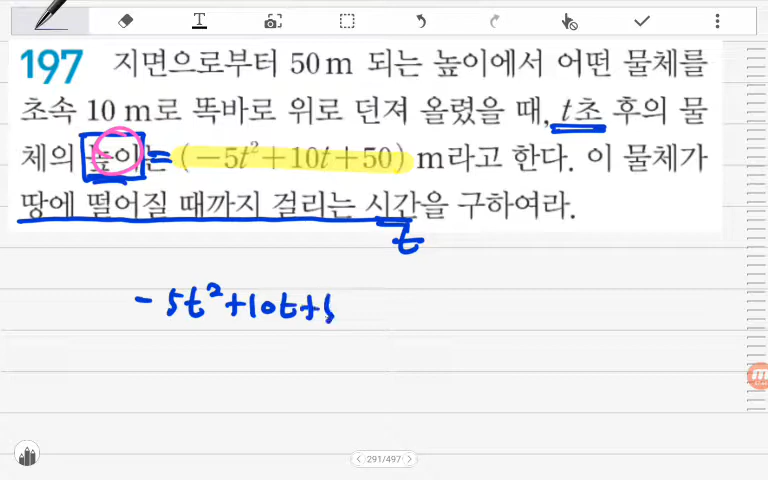 T
197 지면으로부터 50 m 되는 높이에서 어떤 물체를
초속 10 m로 똑바로 위로 던져 올렸을 때, t초 후의 물
체의 높이는 (-5t²+10t+50) m라고 한다. 이 물체가
땅에 떨어질 때까지 걸리는 시간을 구하여라.
t
- 5t²+10t+5
291/497